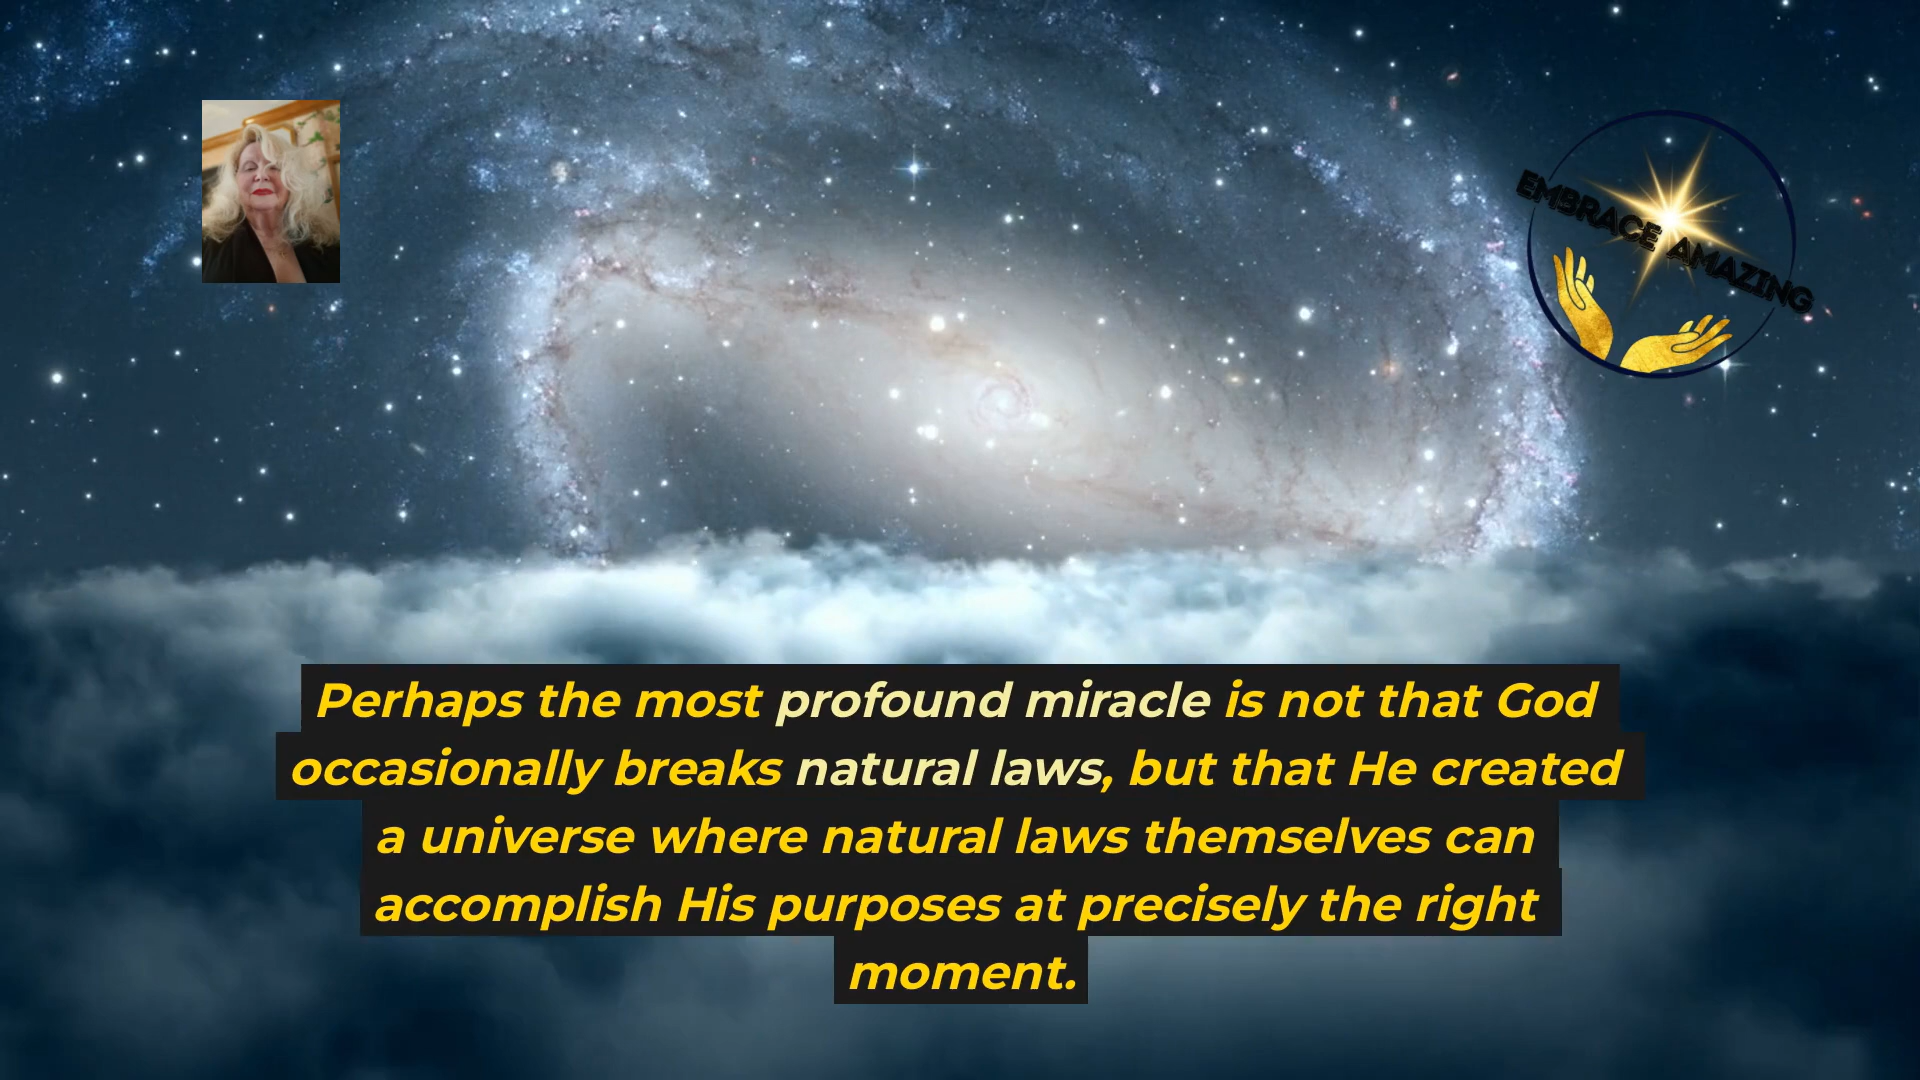 EMBRACE AMAZING
Perhaps the most profound miracle is not that God
occasionally breaks natural laws, but that He created
a universe where natural laws themselves can
accomplish His purposes at precisely the right
moment.